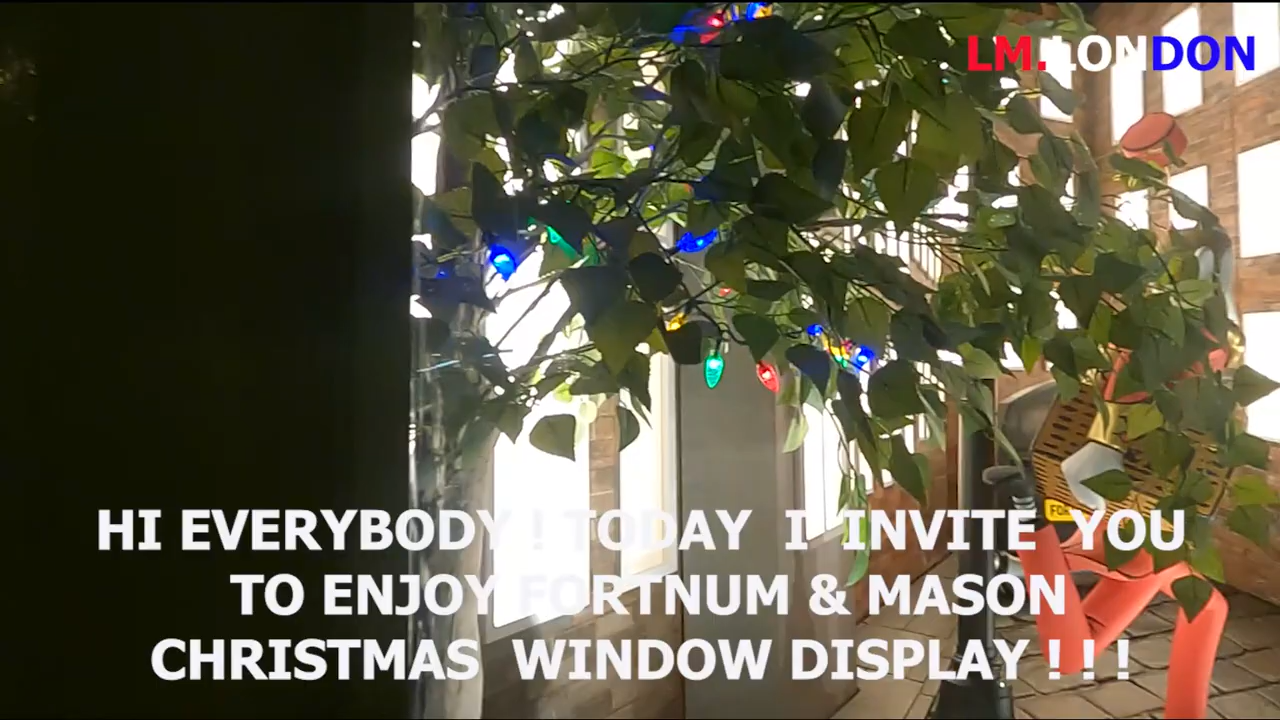 LM.LONDON
HI EVERYBODY ! TODAY I INVITE YOU
TO ENJOY FORTNUM & MASON
CHRISTMAS WINDOW DISPLAY ! ! !